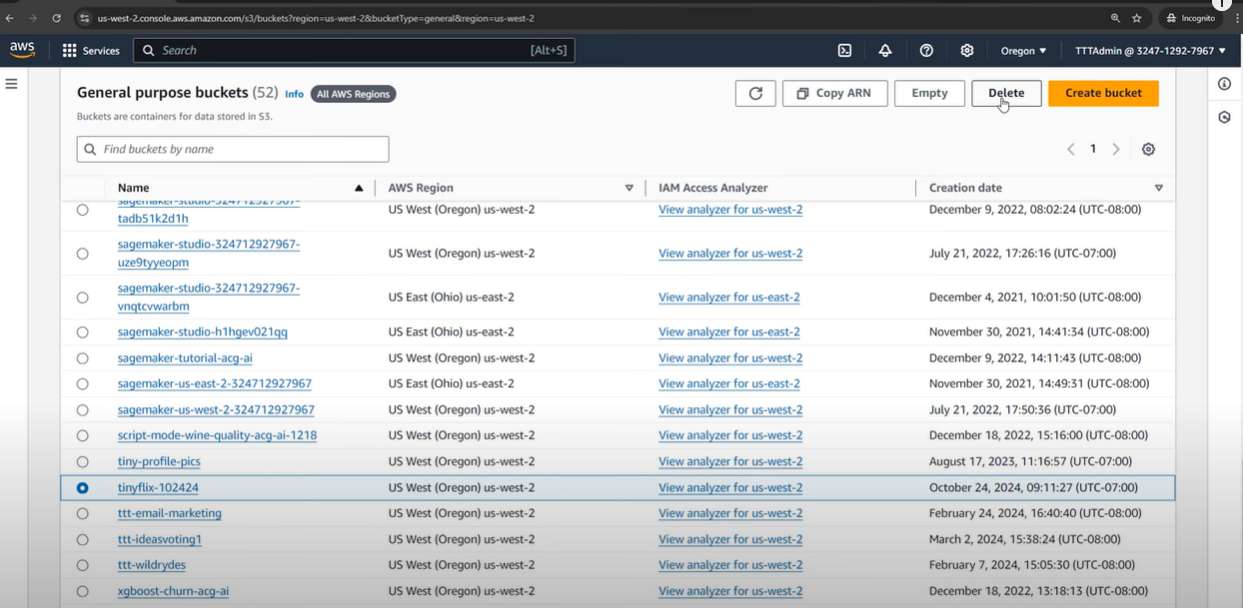 us-west-2.console.aws.amazon.com/s3/buckets?region=us-west-2&bucketType=general&region=us-west-2
Incognito
aws
Services
Search
[Alt+S]
Oregon ▼
TTTAdmin @ 3247-1292-7967 ▼
General purpose buckets (52) Info All AWS Regions
Copy ARN
Empty
Delete
Create bucket
Buckets are containers for data stored in S3.
Find buckets by name
1
Name AWS Region IAM Access Analyzer Creation date
sagemaker-studio-324712927967-
tadb51k2d1h US West (Oregon) us-west-2 View analyzer for us-west-2 December 9, 2022, 08:02:24 (UTC-08:00)
sagemaker-studio-324712927967-
uze9tyyeopm US West (Oregon) us-west-2 View analyzer for us-west-2 July 21, 2022, 17:26:16 (UTC-07:00)
sagemaker-studio-324712927967-
vnqtcvwarbm US East (Ohio) us-east-2 View analyzer for us-east-2 December 4, 2021, 10:01:50 (UTC-08:00)
sagemaker-studio-h1hgev021qq US East (Ohio) us-east-2 View analyzer for us-east-2 November 30, 2021, 14:41:34 (UTC-08:00)
sagemaker-tutorial-acg-ai US West (Oregon) us-west-2 View analyzer for us-west-2 December 9, 2022, 14:11:43 (UTC-08:00)
sagemaker-us-east-2-324712927967 US East (Ohio) us-east-2 View analyzer for us-east-2 November 30, 2021, 14:49:31 (UTC-08:00)
sagemaker-us-west-2-324712927967 US West (Oregon) us-west-2 View analyzer for us-west-2 July 21, 2022, 17:50:36 (UTC-07:00)
script-mode-wine-quality-acg-ai-1218 US West (Oregon) us-west-2 View analyzer for us-west-2 December 18, 2022, 15:16:00 (UTC-08:00)
tiny-profile-pics US West (Oregon) us-west-2 View analyzer for us-west-2 August 17, 2023, 11:16:57 (UTC-07:00)
tinyflix-102424 US West (Oregon) us-west-2 View analyzer for us-west-2 October 24, 2024, 09:11:27 (UTC-07:00)
ttt-email-marketing US West (Oregon) us-west-2 View analyzer for us-west-2 February 24, 2024, 16:40:40 (UTC-08:00)
ttt-ideasvoting1 US West (Oregon) us-west-2 View analyzer for us-west-2 March 2, 2024, 15:38:24 (UTC-08:00)
ttt-wildrydes US West (Oregon) us-west-2 View analyzer for us-west-2 February 7, 2024, 15:05:30 (UTC-08:00)
xgboost-churn-acg-ai US West (Oregon) us-west-2 View analyzer for us-west-2 December 18, 2022, 13:18:13 (UTC-08:00)